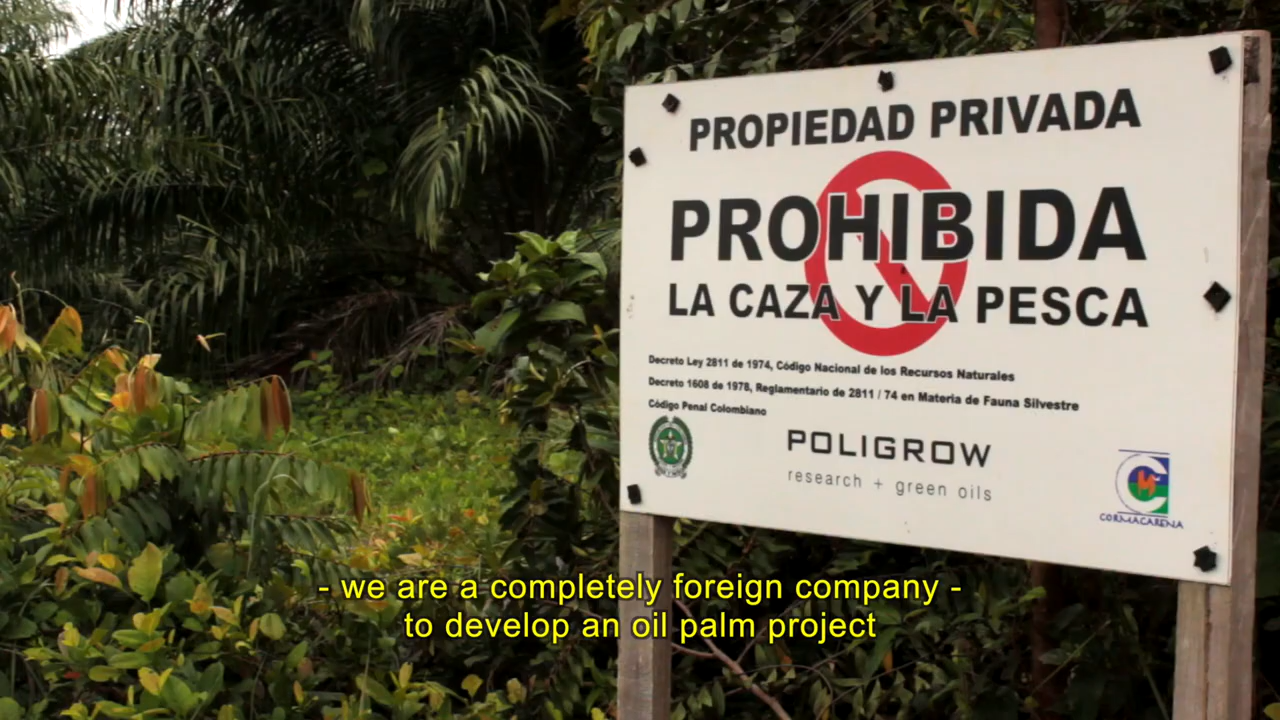 PROPIEDAD PRIVADA
PROHIBIDA
LA CAZA Y LA PESCA
Decreto Ley 2811 de 1974, Código Nacional de los Recursos Naturales
Decreto 1608 de 1978, Reglamentario de 2811 / 74 en Materia de Fauna Silvestre
Código Penal Colombiano
POLIGROW
research + green oils
CORMACARENA
- we are a completely foreign company -
to develop an oil palm project